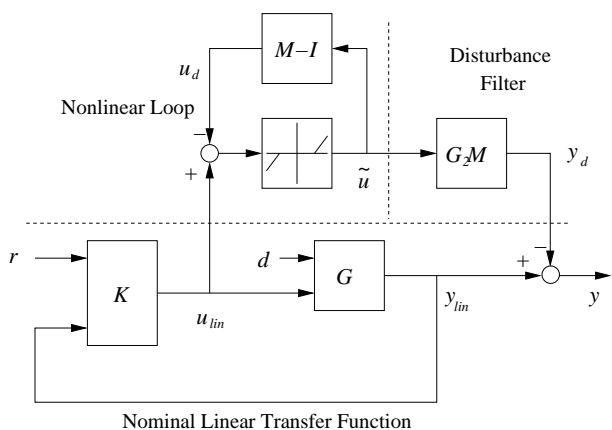 M−I
Disturbance
Filter
u_d
Nonlinear Loop
−
+
ũ
G₂M
y_d
−
+
r
K
d
G
u_lin
y_lin
y
Nominal Linear Transfer Function